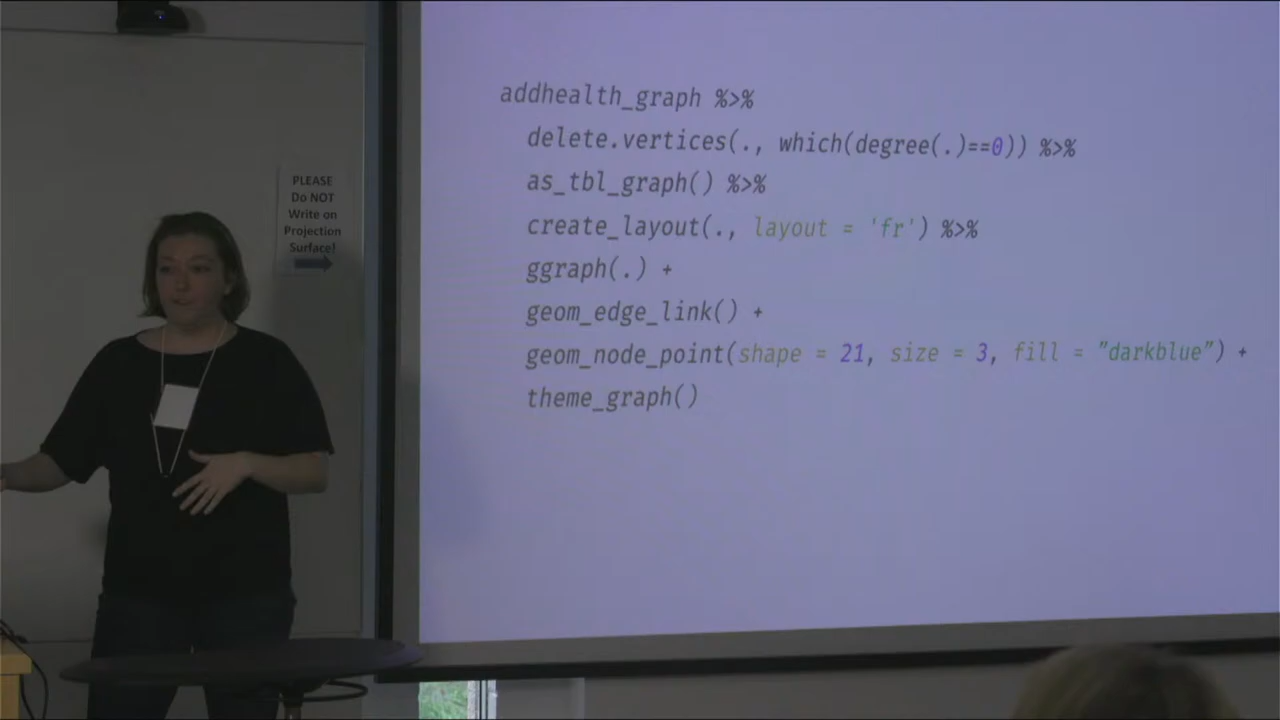 PLEASE
Do NOT
Write on
Projection
Surface!
addhealth_graph %>%
delete.vertices(., which(degree(.)==0)) %>%
as_tbl_graph() %>%
create_layout(., layout = 'fr') %>%
ggraph(.) +
geom_edge_link() +
geom_node_point(shape = 21, size = 3, fill = "darkblue") +
theme_graph()